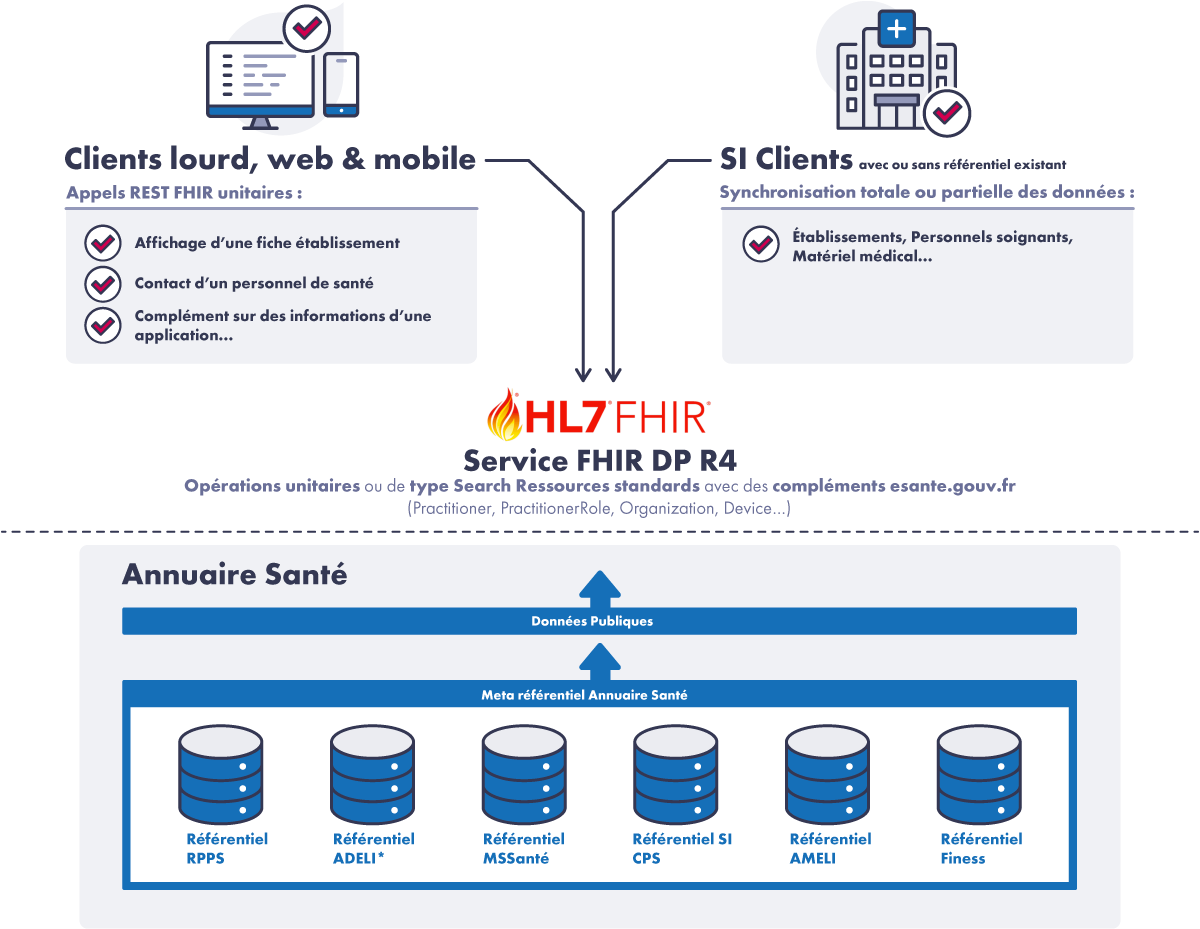 Clients lourd, web & mobile
Appels REST FHIR unitaires :
Affichage d’une fiche établissement
Contact d’un personnel de santé
Complément sur des informations d’une
application...
SI Clients avec ou sans référentiel existant
Synchronisation totale ou partielle des données :
Établissements, Personnels soignants,
Matériel médical...
HL7® FHIR®
Service FHIR DP R4
Opérations unitaires ou de type Search Ressources standards avec des compléments esante.gouv.fr
(Practitioner, PractitionerRole, Organization, Device...)
Annuaire Santé
Données Publiques
Meta référentiel Annuaire Santé
Référentiel
RPPS
Référentiel
ADELI*
Référentiel
MSSanté
Référentiel SI
CPS
Référentiel
AMELI
Référentiel
Finess